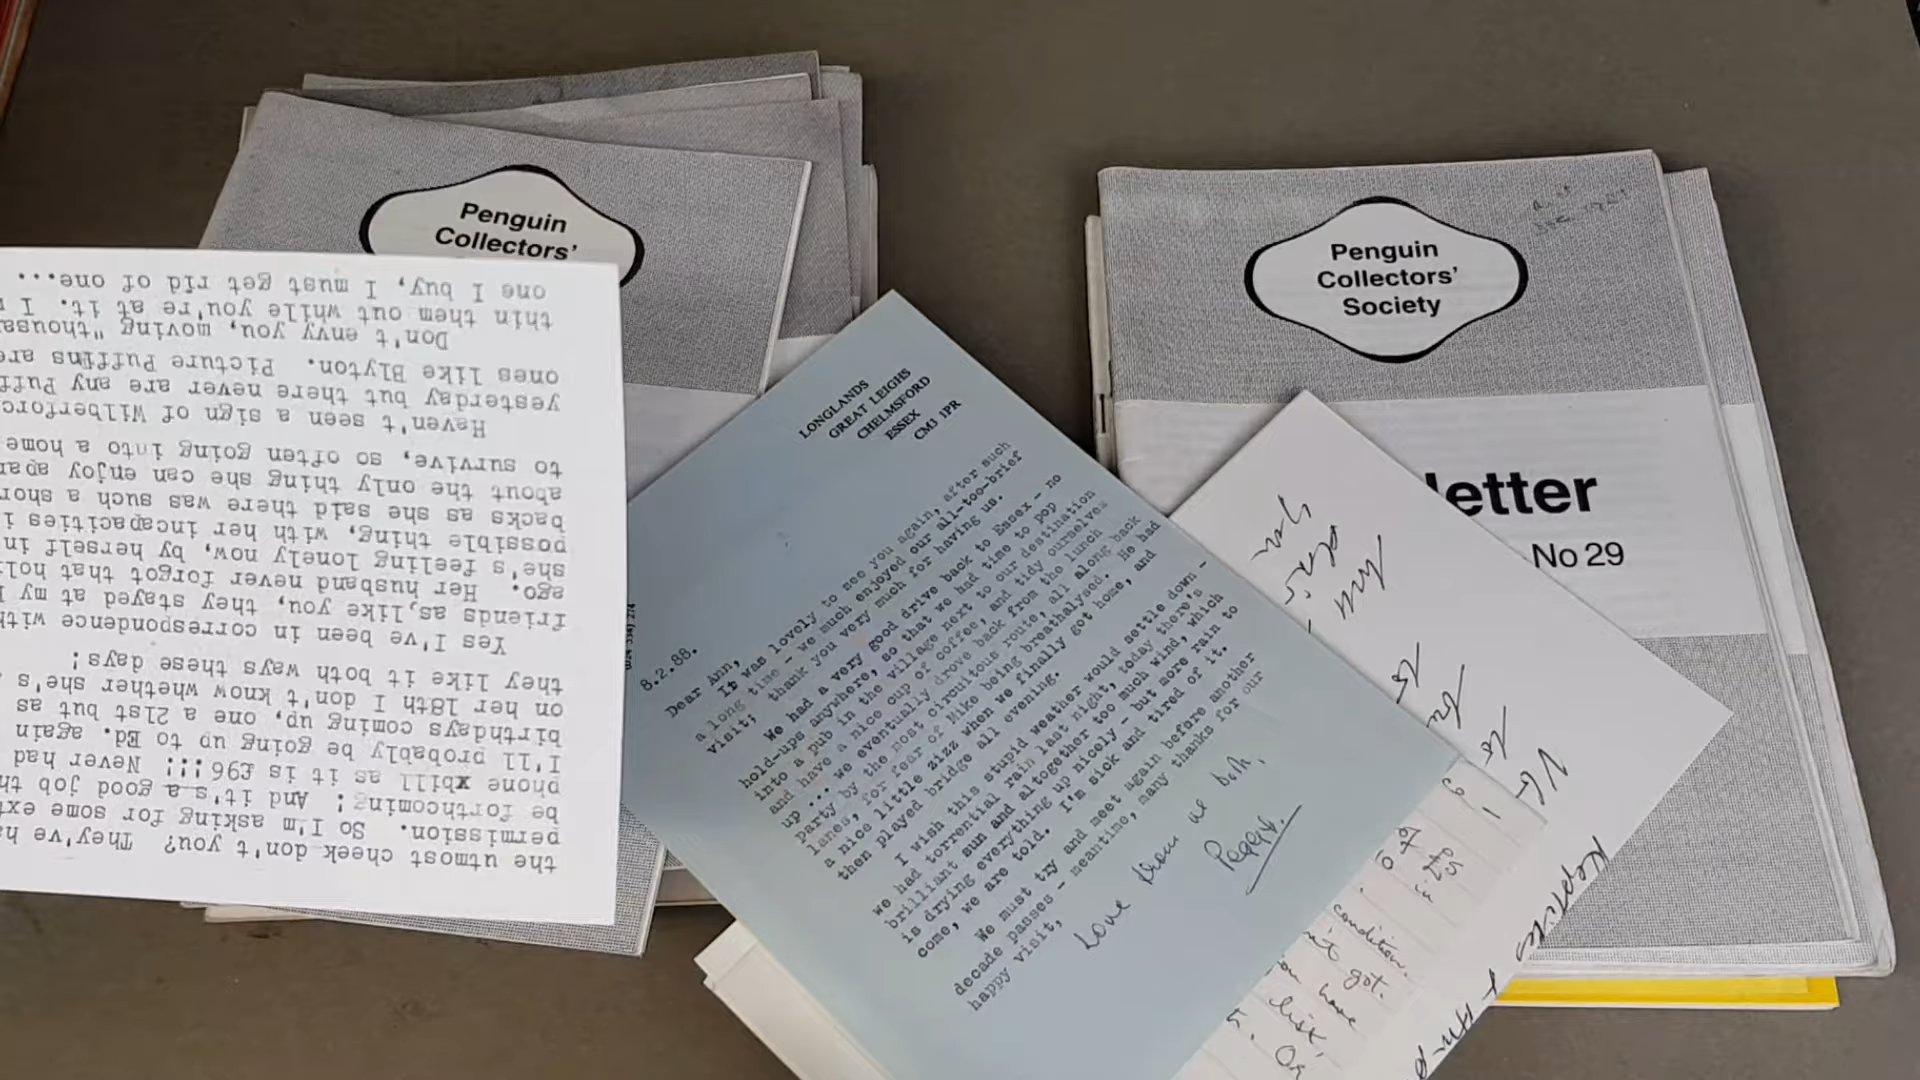 Penguin
Collectors'
Penguin
Collectors'
Society
letter
No 29
LONGLANDS
GREAT LEIGHS
CHELMSFORD
ESSEX
CM3 1PR
8.2.88.
Dear Ann,
It was lovely to see you again, after such
a long time - we much enjoyed our all-too-brief
visit; thank you very much for having us.
We had a very good drive back to Essex - no
hold-ups anywhere, so that we had time to pop
into a pub in the village next to our destination
and have a nice cup of coffee, and tidy ourselves
up ... we eventually drove back from the lunch
party by the most circuitous route, all along back
lanes, for fear of Mike being breathalysed. He had
a nice little zizz when we finally got home, and
then played bridge all evening.
I wish this stupid weather would settle down -
we had torrential rain last night, today there's
brilliant sun and altogether too much wind, which
is drying everything up nicely - but more rain to
come, we are told. I'm sick and tired of it.
We must try and meet again before another
decade passes - meantime, many thanks for our
happy visit,
Love from us both,
Peggy.
the utmost cheek don't you? They've ha
permission. So I'm asking for some ext
be forthcoming! And it's a good job th
phone xbill as it is £96!!! Never had
I'll probably be going up to Ed. again
birthdays coming up, one a 21st but as
on her 18th I don't know whether she's
they like it both ways these days!
Yes I've been in correspondence with
friends as, like you, they stayed at my
ago. Her husband never forgot that holi
she's feeling lonely now, by herself in
possible thing, with her incapacities i
backs as she said there was such a shor
about the only thing she can enjoy apar
to survive, so often going into a home
Haven't seen a sign of Wilberforc
yesterday but there never are any Puff
ones like Blyton. Picture Puffins are
Don't envy you, moving "thousa
thin them out while you're at it. I
one I buy, I must get rid of one...
condition.
got.
have
list,
Or